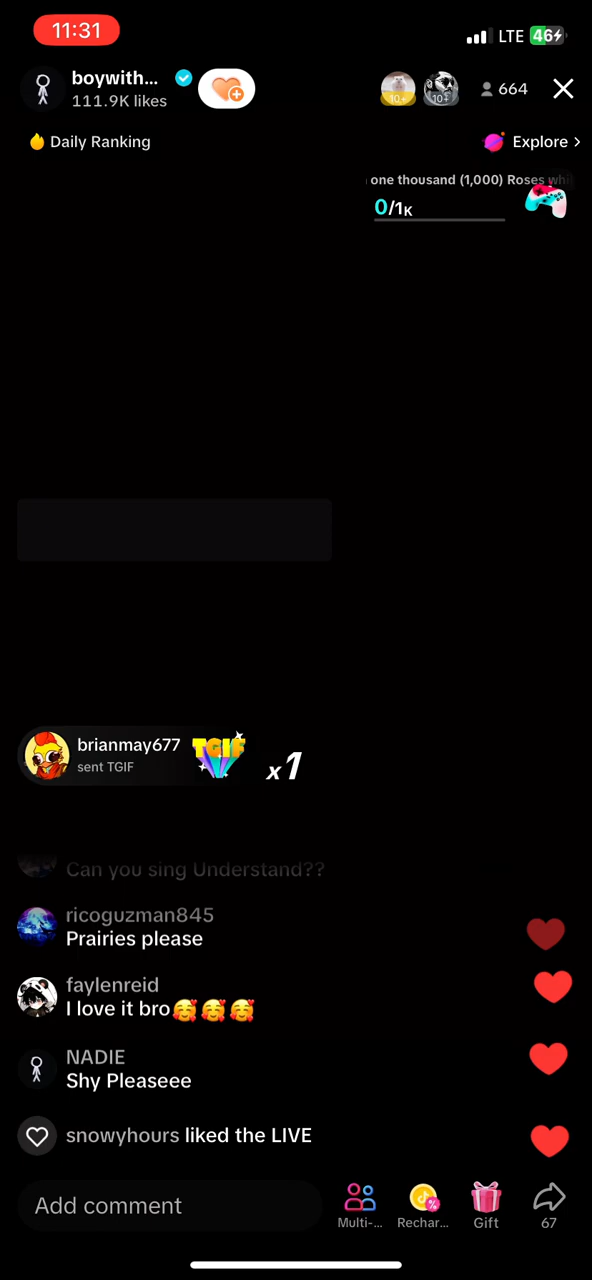 11:31
LTE 46
boywith...
111.9K likes
10+
10+
664
Daily Ranking
Explore >
one thousand (1,000) Roses whi
0/1K
brianmay677
sent TGIF
TGIF
x1
Can you sing Understand??
ricoguzman845
Prairies please
faylenreid
I love it bro🥰🥰🥰
NADIE
Shy Pleaseee
snowyhours liked the LIVE
Add comment
Multi-...
Rechar...
Gift
67